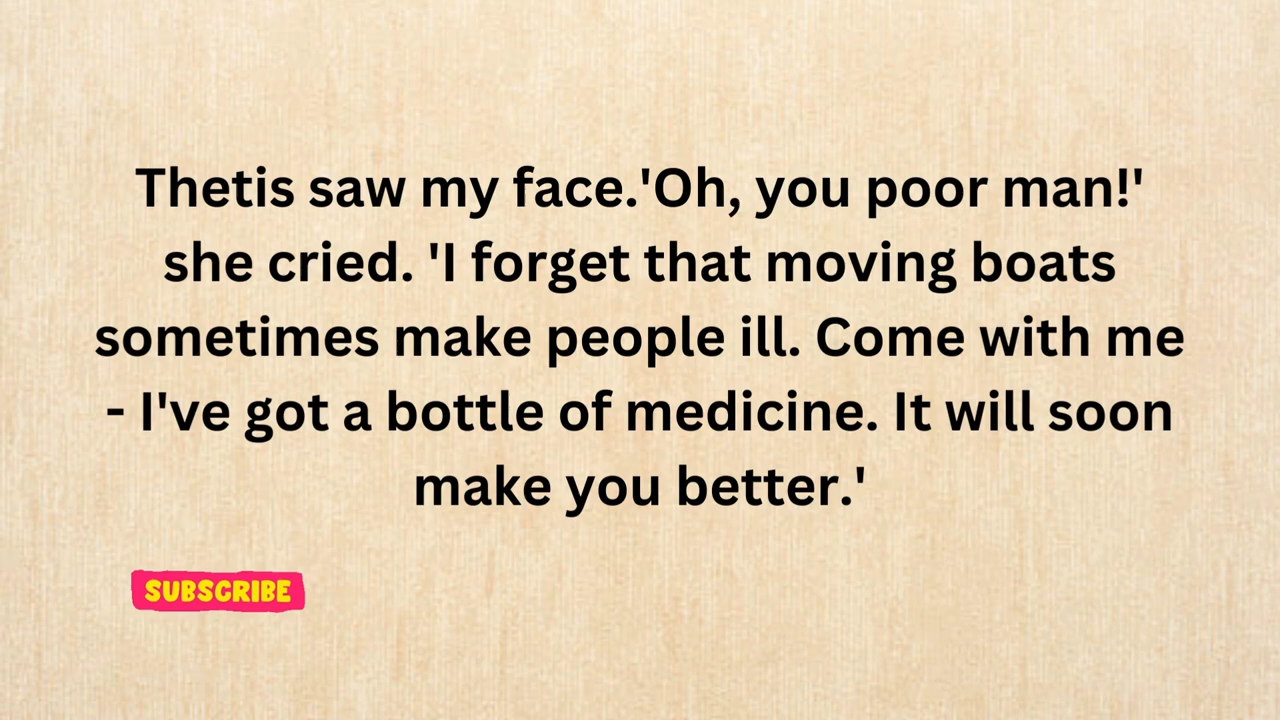 Thetis saw my face.'Oh, you poor man!'
she cried. 'I forget that moving boats
sometimes make people ill. Come with me
- I've got a bottle of medicine. It will soon
make you better.'
SUBSCRIBE